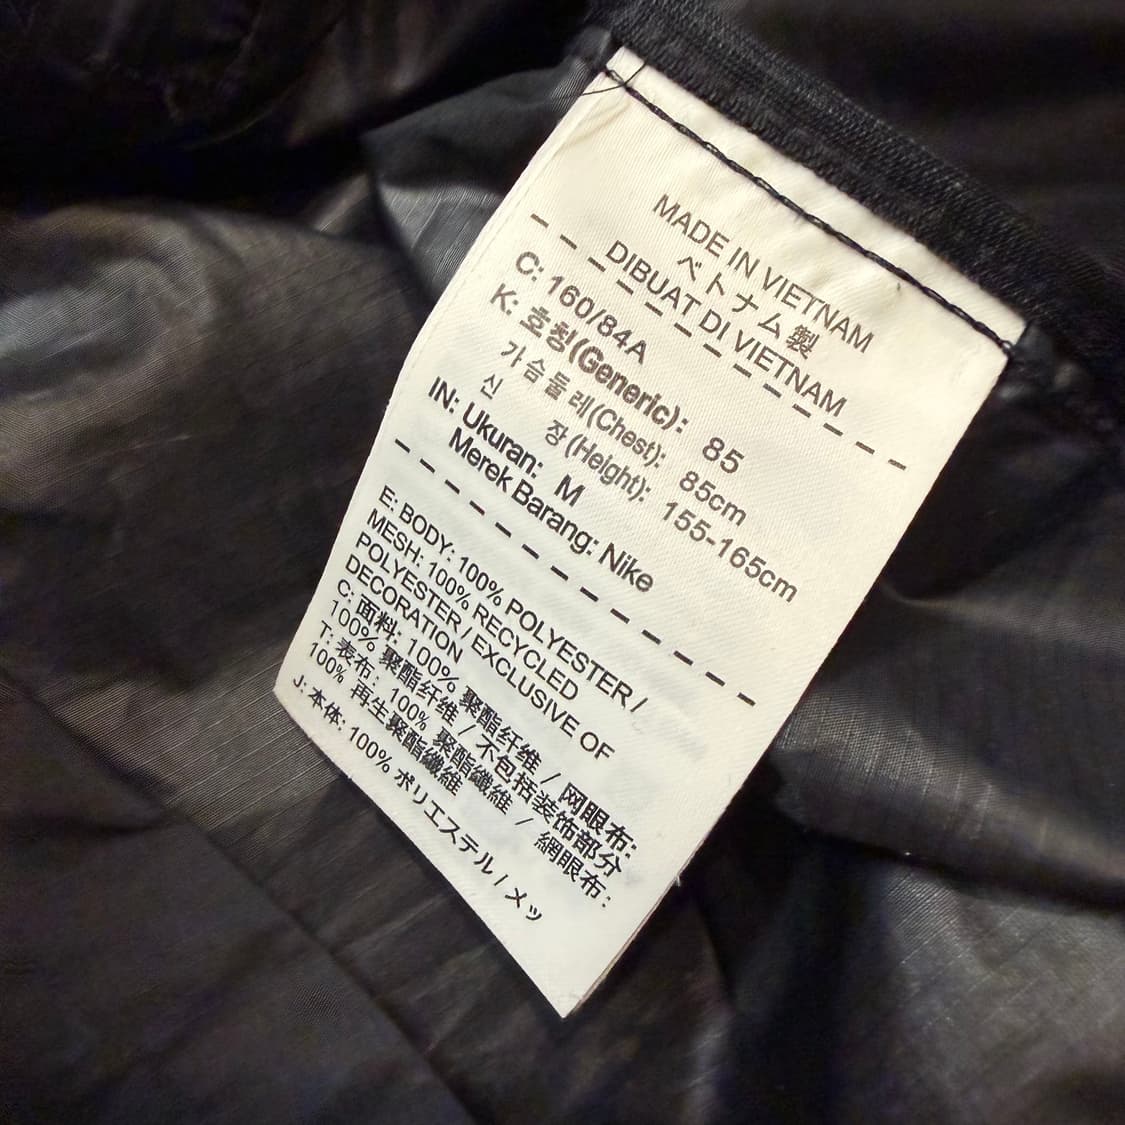 MADE IN VIETNAM
ベトナム製
DIBUAT DI VIETNAM
C: 160/84A
K: 호칭(Generic): 85
가슴둘레(Chest): 85cm
신 장(Height): 155-165cm
IN: Ukuran: M
Merek Barang: Nike
E: BODY: 100% POLYESTER /
MESH: 100% RECYCLED
POLYESTER / EXCLUSIVE OF
DECORATION
C: 面料: 100% 聚酯纤维 / 网眼布:
100% 聚酯纤维 / 不包括装饰部分
T: 表布: 100% 聚酯纖維 / 網眼布:
100% 再生聚酯纖維
J: 本体: 100% ポリエステル / メッ